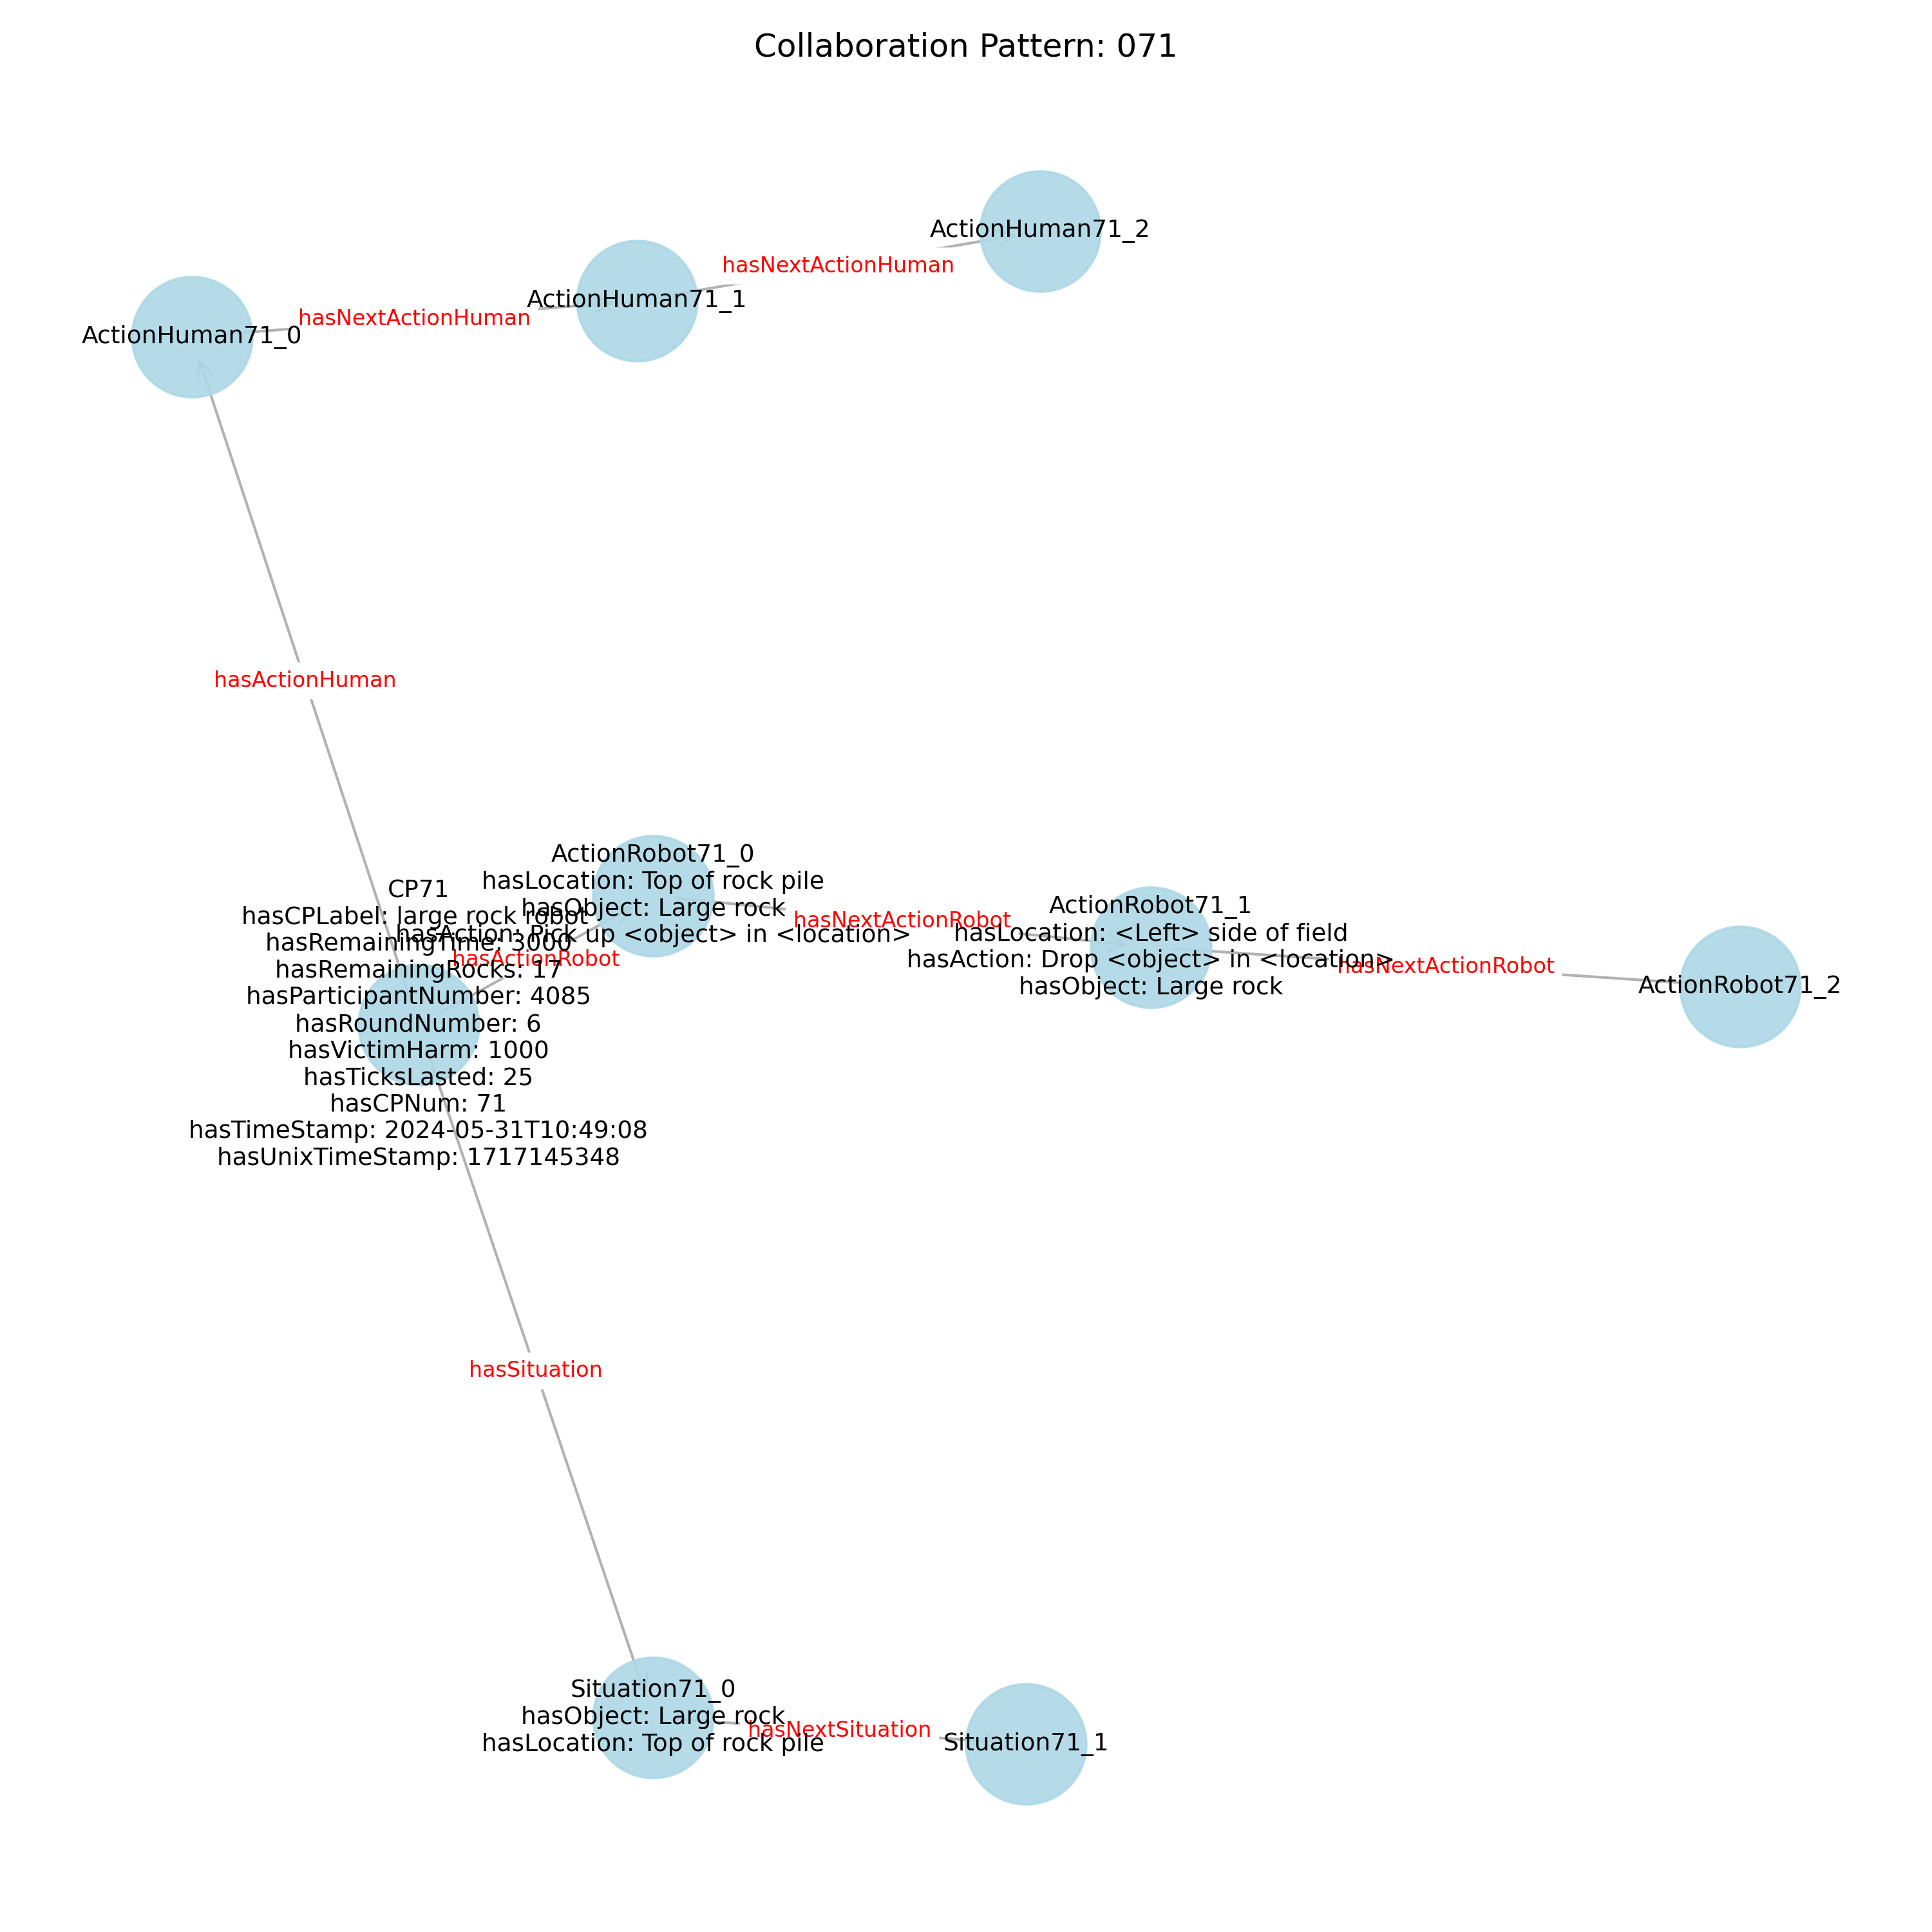 Collaboration Pattern: 071
ActionHuman71_2
hasNextActionHuman
ActionHuman71_1
hasNextActionHuman
ActionHuman71_0
hasActionHuman
ActionRobot71_0
hasLocation: Top of rock pile
hasObject: Large rock
hasAction: Pick up <object> in <location>
hasNextActionRobot
ActionRobot71_1
hasLocation: <Left> side of field
hasAction: Drop <object> in <location>
hasObject: Large rock
hasNextActionRobot
ActionRobot71_2
hasActionRobot
CP71
hasCPLabel: large rock robot
hasRemainingTime: 3000
hasRemainingRocks: 17
hasParticipantNumber: 4085
hasRoundNumber: 6
hasVictimHarm: 1000
hasTicksLasted: 25
hasCPNum: 71
hasTimeStamp: 2024-05-31T10:49:08
hasUnixTimeStamp: 1717145348
hasSituation
Situation71_0
hasObject: Large rock
hasLocation: Top of rock pile
hasNextSituation
Situation71_1